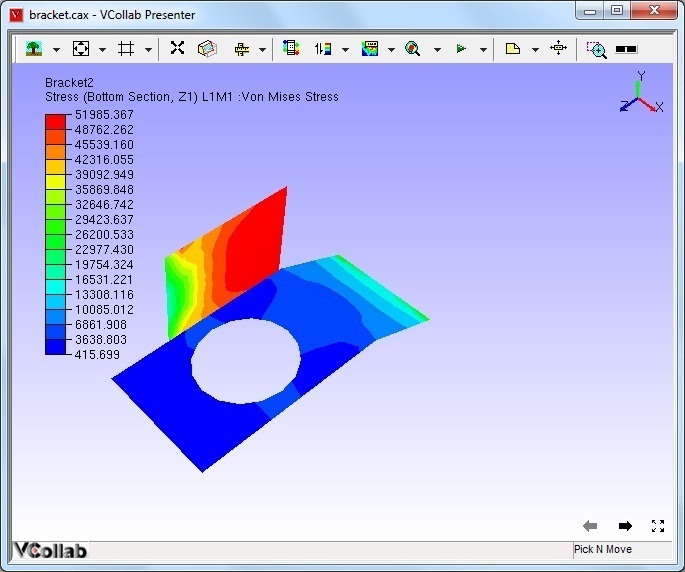 bracket.cax - VCollab Presenter
Bracket2
Stress (Bottom Section, Z1) L1M1 :Von Mises Stress
51985.367
48762.262
45539.160
42316.055
39092.949
35869.848
32646.742
29423.637
26200.533
22977.430
19754.324
16531.221
13308.116
10085.012
6861.908
3638.803
415.699
Y
Z
X
VCollab
Pick N Move